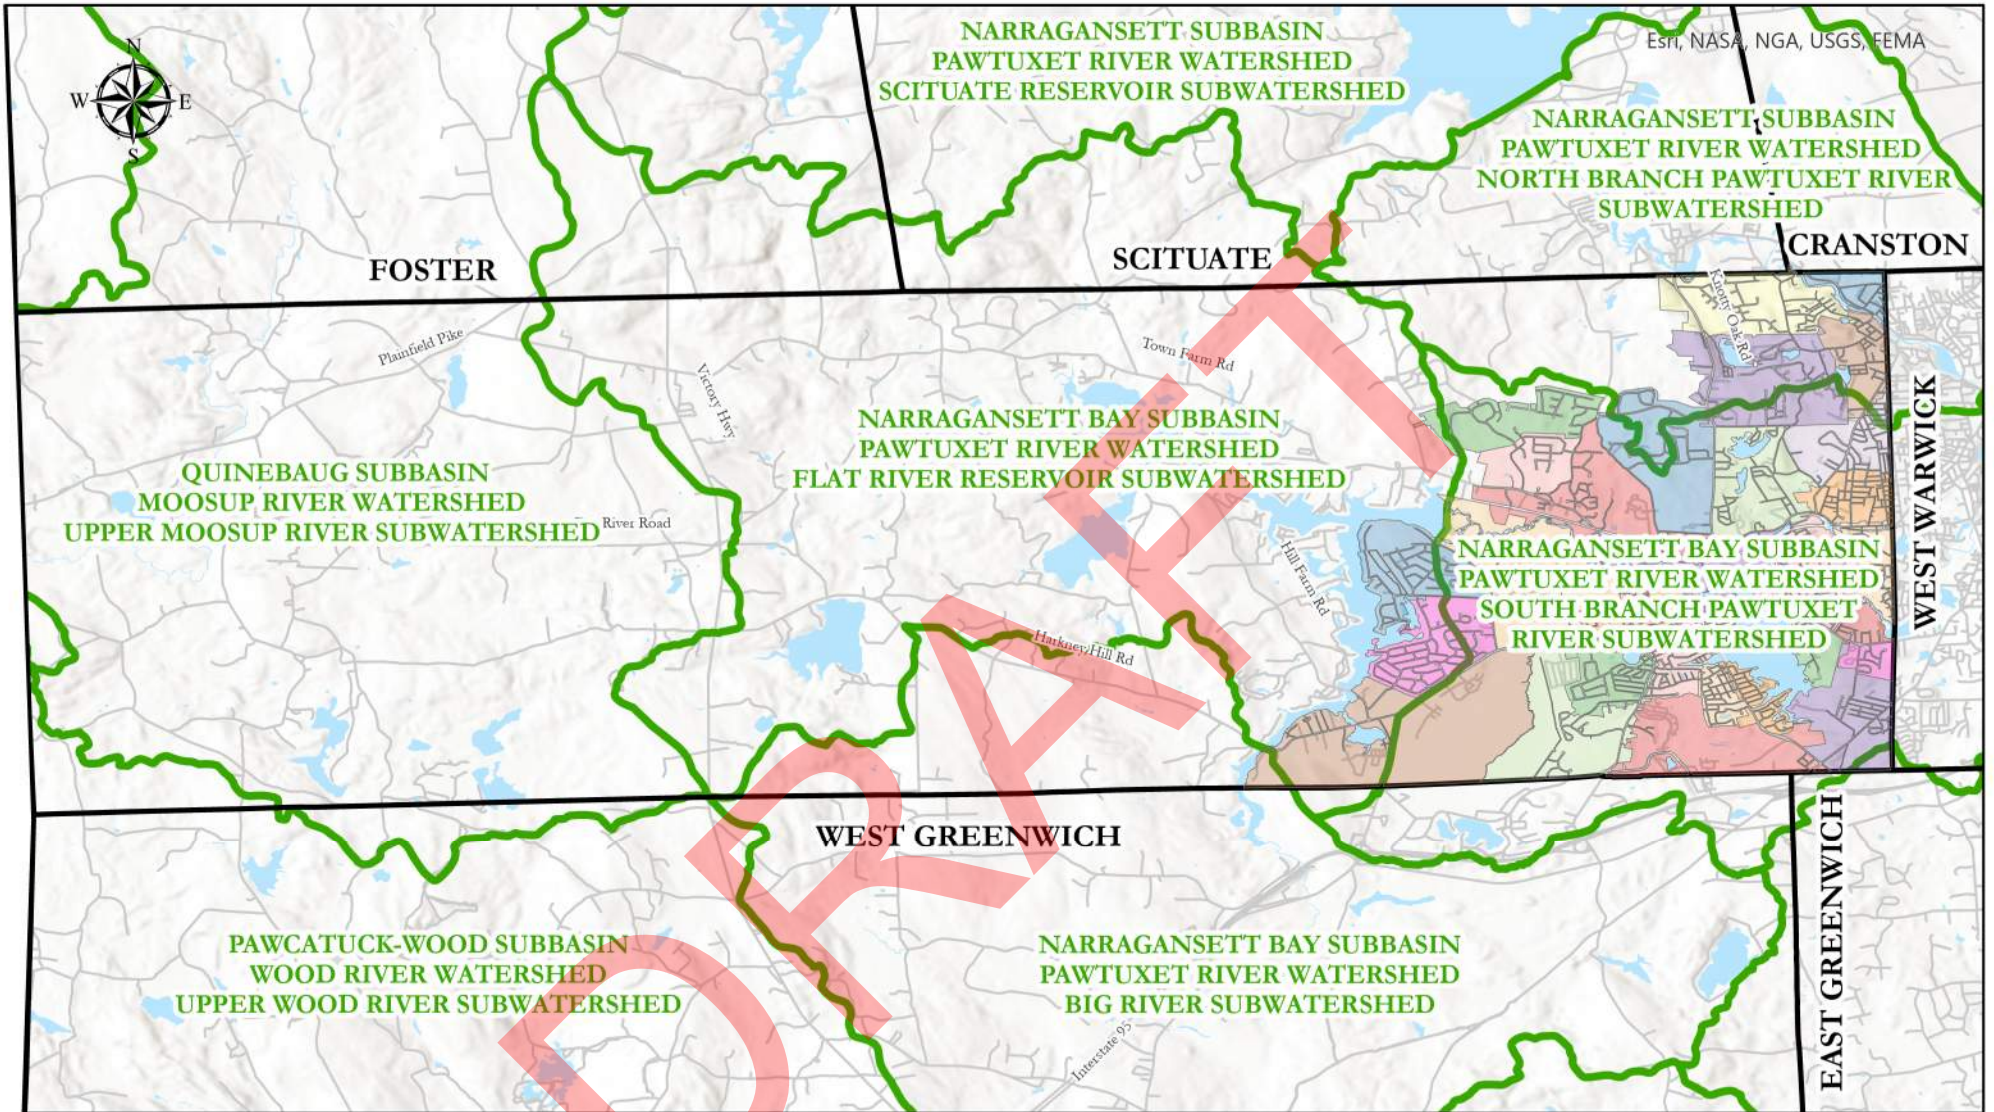 NARRAGANSETT SUBBASIN
PAWTUXET RIVER WATERSHED
SCITUATE RESERVOIR SUBWATERSHED
Esri, NASA, NGA, USGS, FEMA
N
W
E
S
NARRAGANSETT SUBBASIN
PAWTUXET RIVER WATERSHED
NORTH BRANCH PAWTUXET RIVER
SUBWATERSHED
FOSTER
SCITUATE
CRANSTON
Knotty Oak Rd
Plainfield Pike
Victory Hwy
Town Farm Rd
NARRAGANSETT BAY SUBBASIN
PAWTUXET RIVER WATERSHED
FLAT RIVER RESERVOIR SUBWATERSHED
WEST WARWICK
QUINEBAUG SUBBASIN
MOOSUP RIVER WATERSHED
UPPER MOOSUP RIVER SUBWATERSHED
River Road
Hill Farm Rd
NARRAGANSETT BAY SUBBASIN
PAWTUXET RIVER WATERSHED
SOUTH BRANCH PAWTUXET
RIVER SUBWATERSHED
Harkney Hill Rd
WEST GREENWICH
EAST GREENWICH
PAWCATUCK-WOOD SUBBASIN
WOOD RIVER WATERSHED
UPPER WOOD RIVER SUBWATERSHED
NARRAGANSETT BAY SUBBASIN
PAWTUXET RIVER WATERSHED
BIG RIVER SUBWATERSHED
Interstate 95
DRAFT